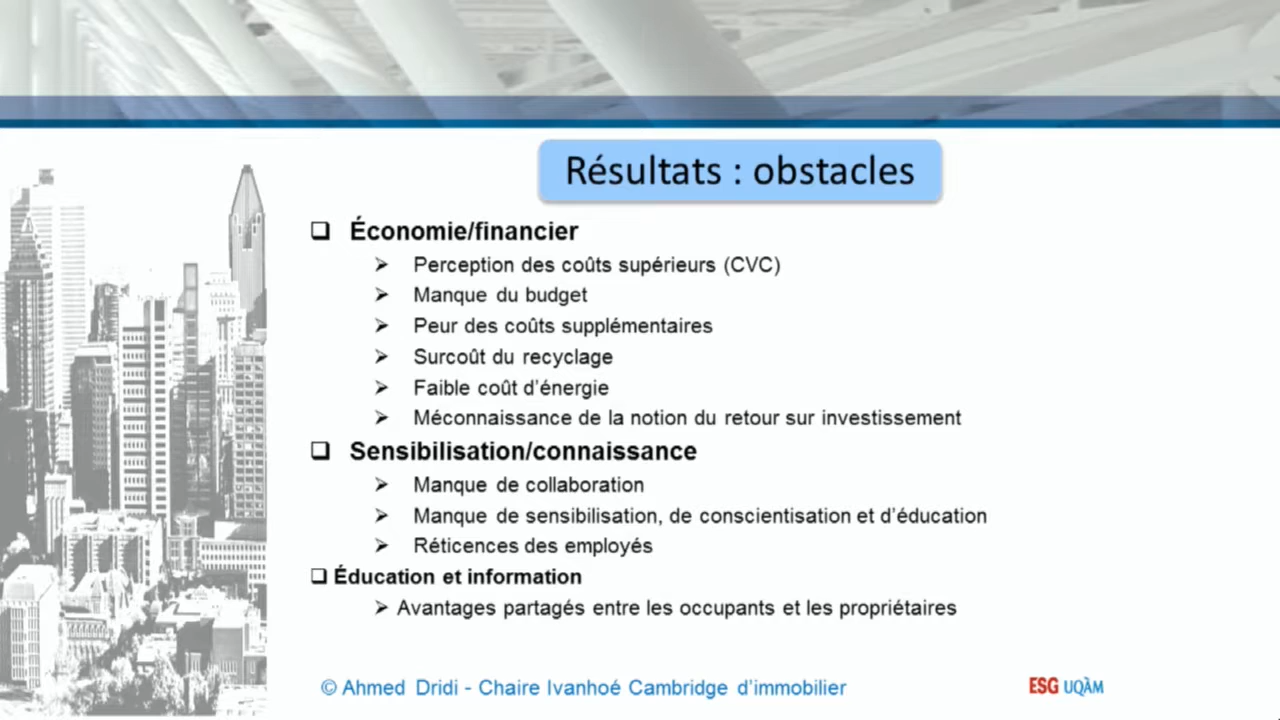 Résultats : obstacles
❑ Économie/financier
➢ Perception des coûts supérieurs (CVC)
➢ Manque du budget
➢ Peur des coûts supplémentaires
➢ Surcoût du recyclage
➢ Faible coût d’énergie
➢ Méconnaissance de la notion du retour sur investissement
❑ Sensibilisation/connaissance
➢ Manque de collaboration
➢ Manque de sensibilisation, de conscientisation et d’éducation
➢ Réticences des employés
❑ Éducation et information
➢ Avantages partagés entre les occupants et les propriétaires
© Ahmed Dridi - Chaire Ivanhoé Cambridge d’immobilier
ESG UQÀM